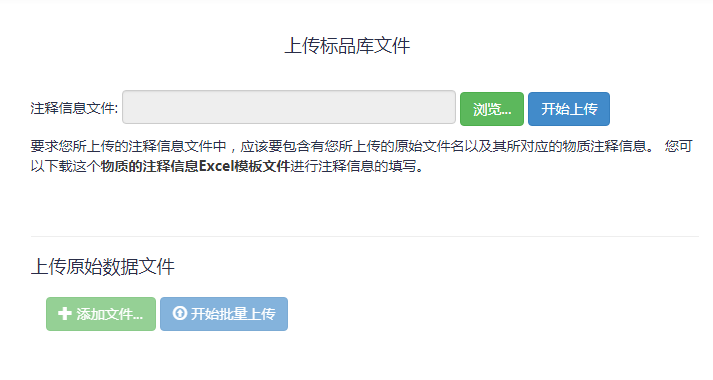 上传标品库文件
注释信息文件: 浏览... 开始上传
要求您所上传的注释信息文件中，应该要包含有您所上传的原始文件名以及其所对应的物质注释信息。 您可
以下载这个物质的注释信息Excel模板文件进行注释信息的填写。
上传原始数据文件
添加文件... 开始批量上传